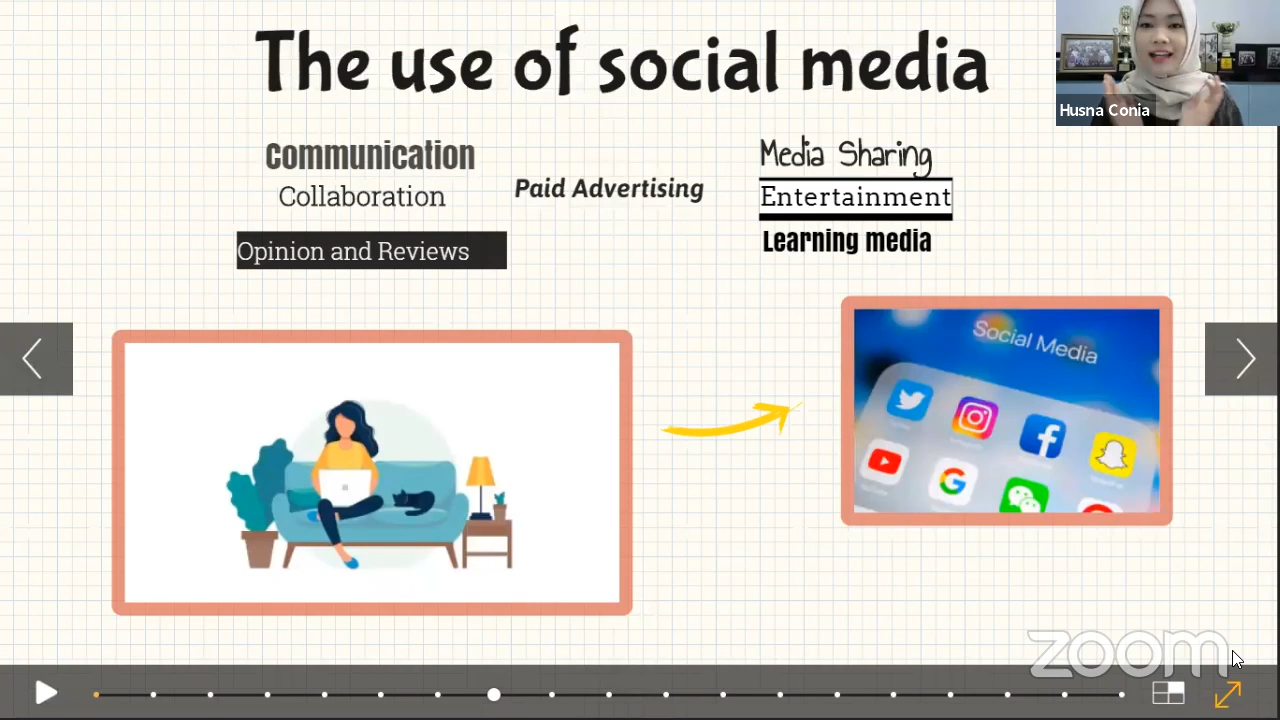 The use of social media
Husna Conia
Communication
Collaboration
Opinion and Reviews
Paid Advertising
Media Sharing
Entertainment
Learning media
Social Media
zoom